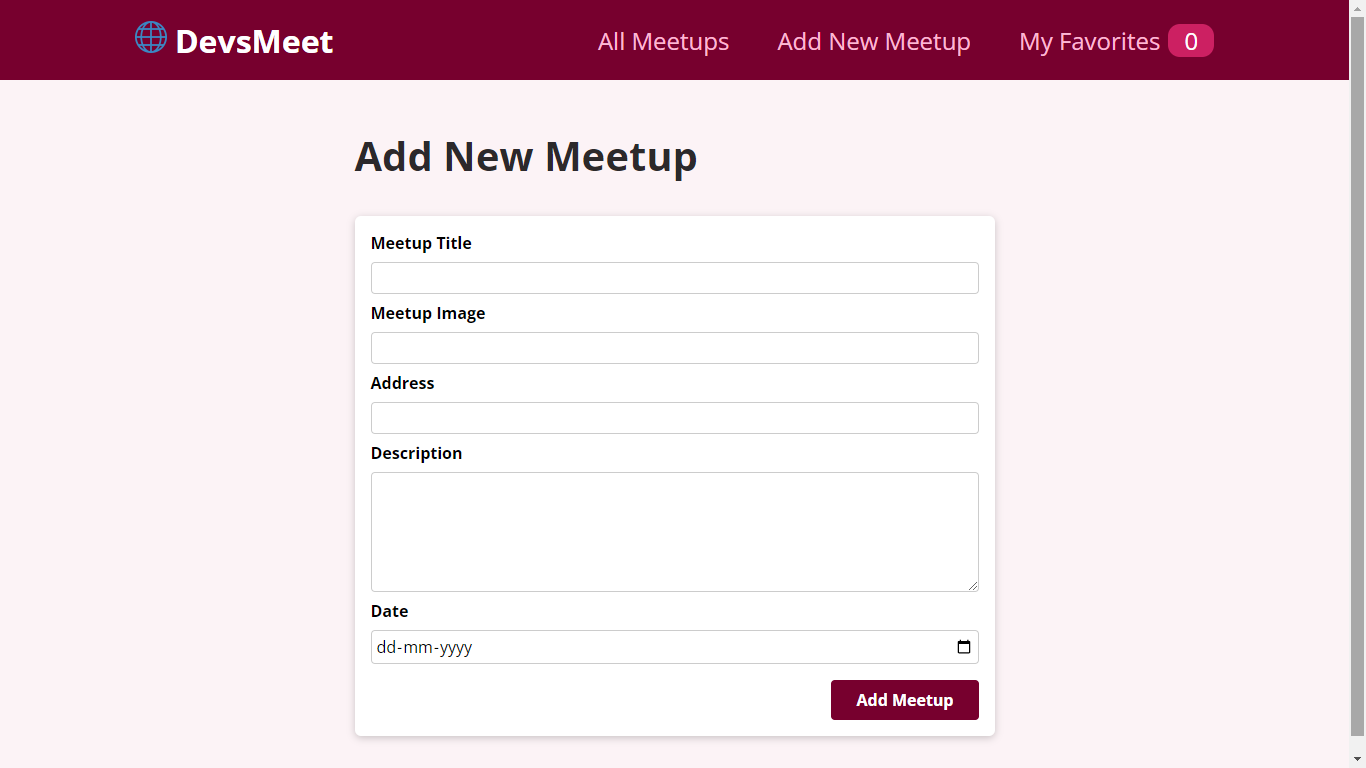 DevsMeet All Meetups Add New Meetup My Favorites 0
Add New Meetup
Meetup Title
Meetup Image
Address
Description
Date
dd-mm-yyyy
Add Meetup